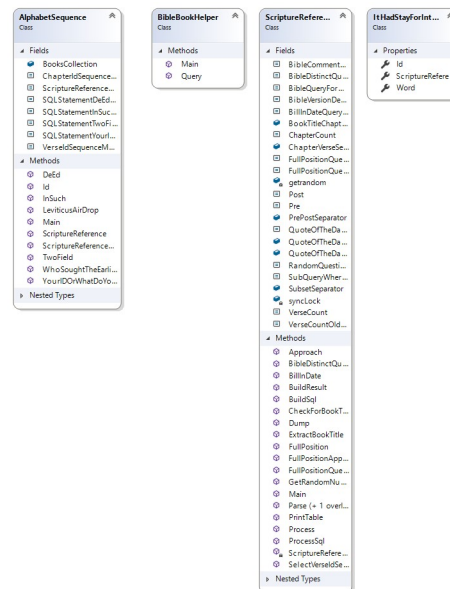 AlphabetSequence
Class
Fields
BooksCollection
ChapterIdSequence...
ScriptureReference...
SQLStatementDeEd...
SQLStatementInSuc...
SQLStatementTwoFi...
SQLStatementYourI...
VerseIdSequenceM...
Methods
DeEd
Id
InSuch
LeviticusAirDrop
Main
ScriptureReference
ScriptureReference...
TwoField
WhoSoughtTheEarli...
YourIDOrWhatDoYo...
Nested Types
BibleBookHelper
Class
Methods
Main
Query
ScriptureRefere...
Class
Fields
BibleComment...
BibleDistinctQu...
BibleQueryFor...
BibleVersionDe...
BillInDateQuery...
BookTitleChapt...
ChapterCount
ChapterVerseSe...
FullPositionQue...
FullPositionQue...
getrandom
Post
Pre
PrePostSeparator
QuoteOfTheDa...
QuoteOfTheDa...
QuoteOfTheDa...
RandomQuesti...
SubQueryWher...
SubsetSeparator
syncLock
VerseCount
VerseCountOld...
Methods
Approach
BibleDistinctQu...
BillInDate
BuildResult
BuildSql
CheckForBookT...
Dump
ExtractBookTitle
FullPosition
FullPositionApp...
FullPositionQue...
GetRandomNu...
Main
Parse (+ 1 overl...
PrintTable
Process
ProcessSql
ScriptureRefere...
SelectVerseIdSe...
Nested Types
ItHadStayForInt...
Class
Properties
Id
ScriptureRefere
Word